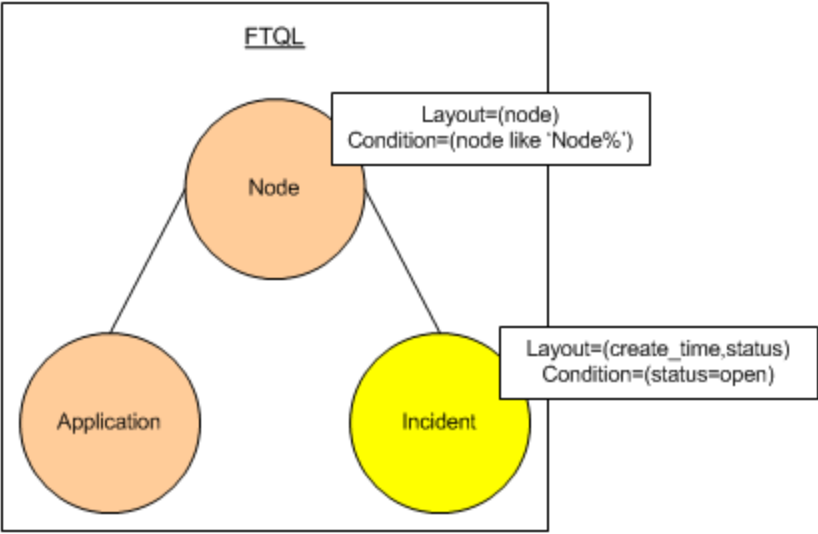 FTQL
Layout=(node)
Condition=(node like 'Node%')
Node
Layout=(create_time,status)
Condition=(status=open)
Application
Incident